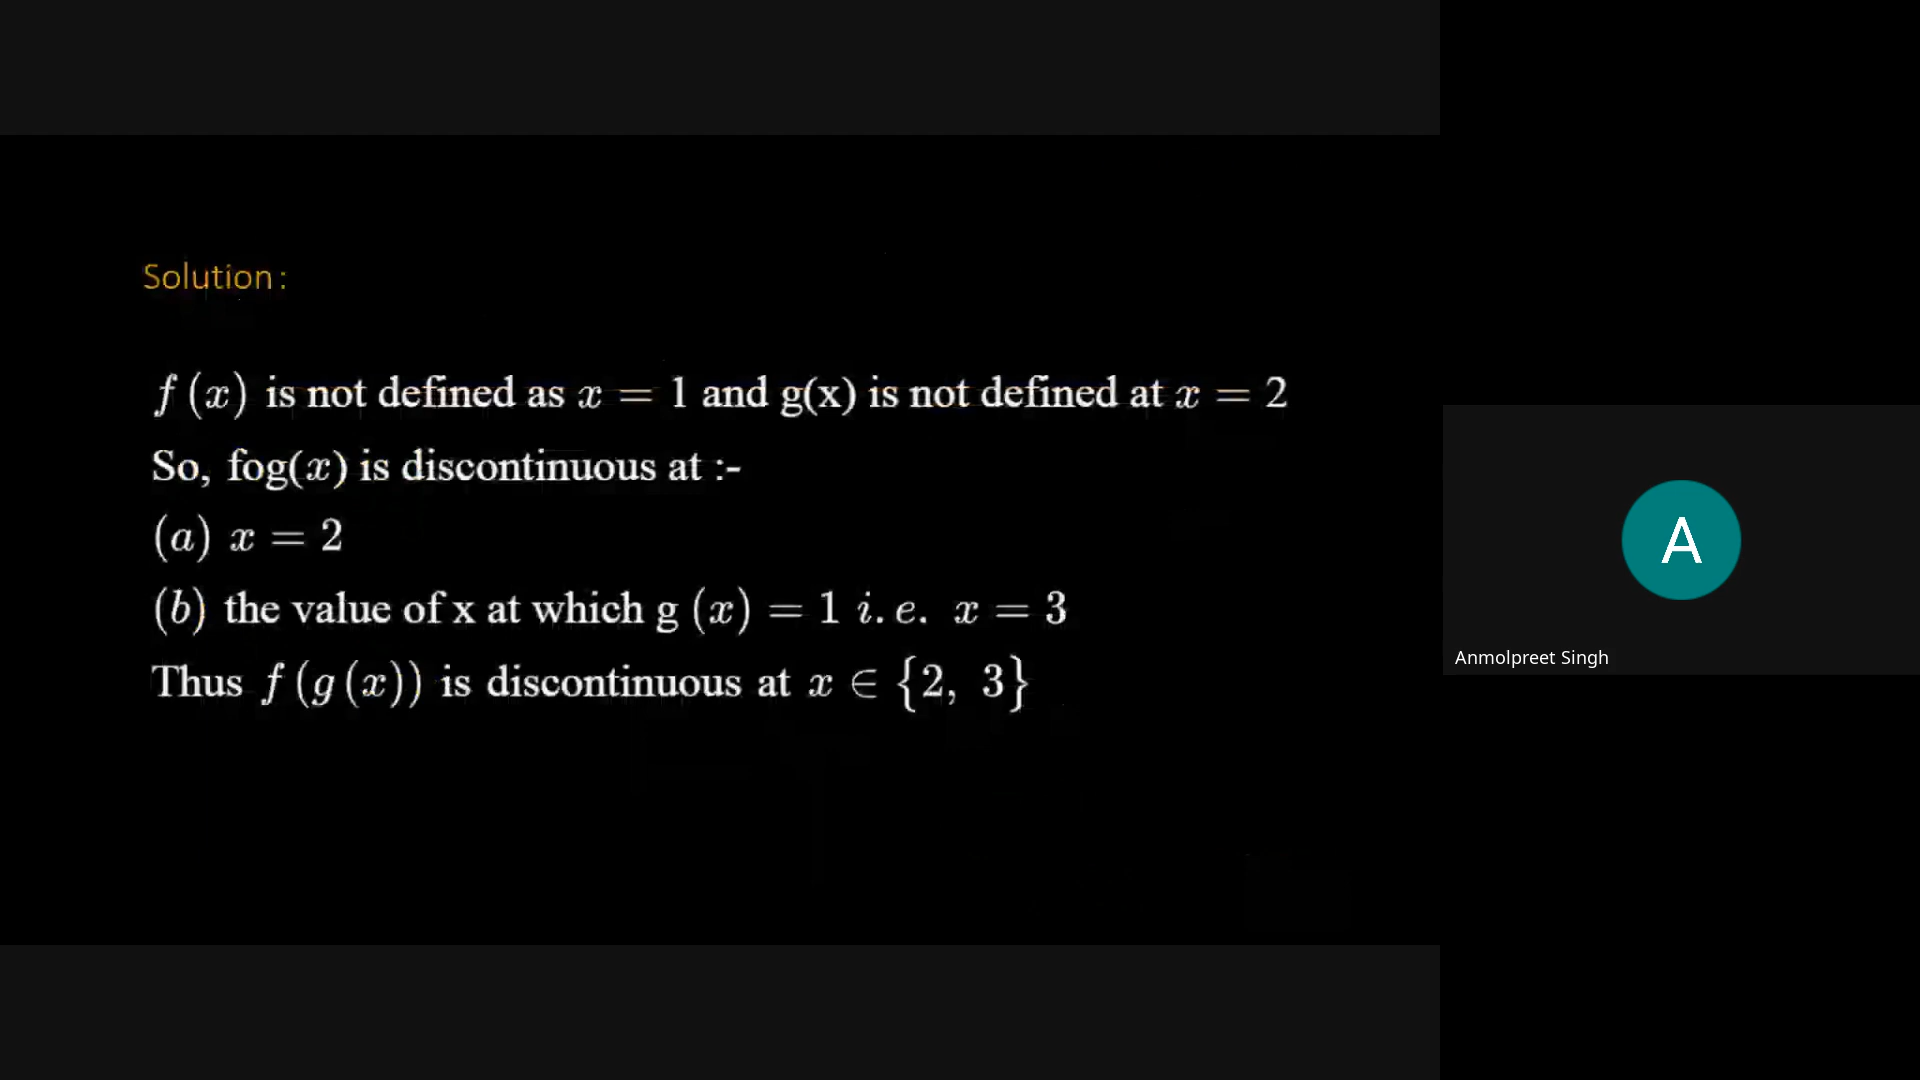 Solution :
f (x) is not defined as x = 1 and g(x) is not defined at x = 2
So, fog(x) is discontinuous at :-
(a) x = 2
(b) the value of x at which g (x) = 1 i. e. x = 3
Thus f (g (x)) is discontinuous at x ∈ {2, 3}
A
Anmolpreet Singh